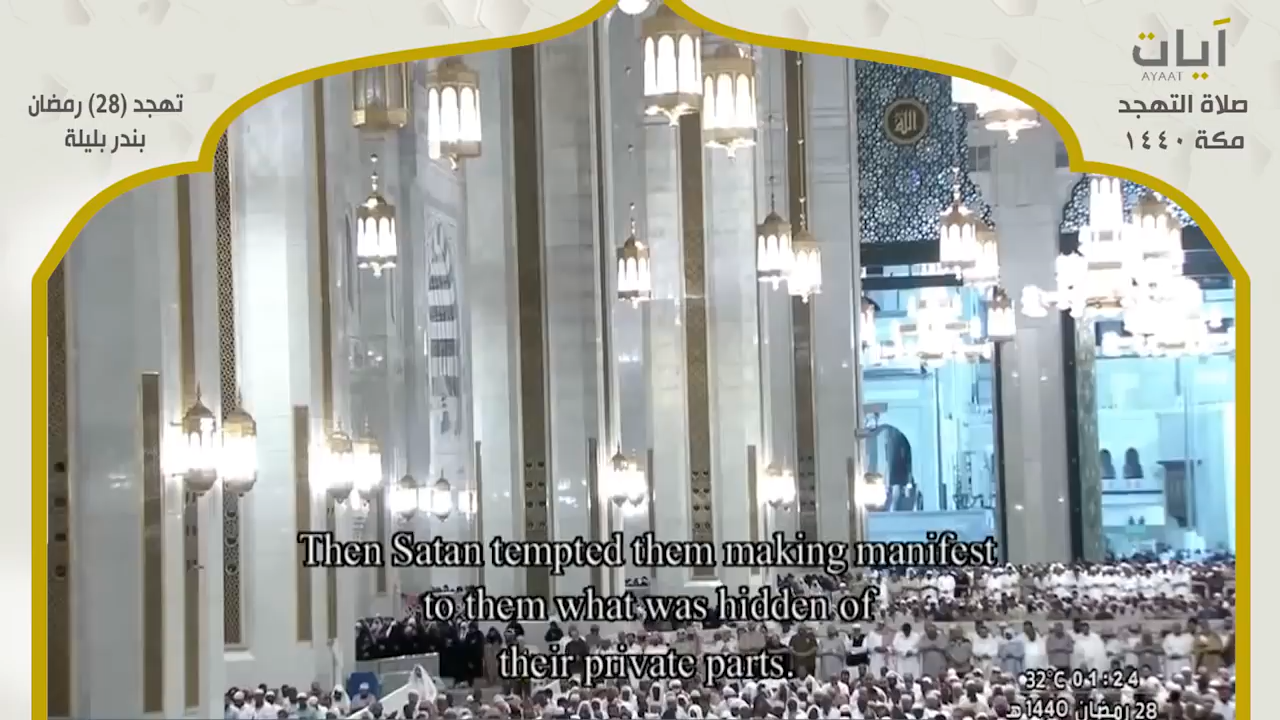 آيات
AYAAT
صلاة التهجد
مكة ١٤٤٠
تهجد (28) رمضان
بندر بليلة
الله
Then Satan tempted them making manifest
to them what was hidden of
their private parts.
32°C 01:24
28 رمضان 1440هـ